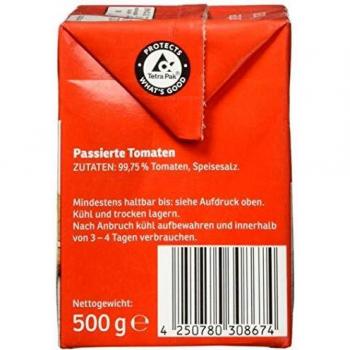 PROTECTS
Tetra Pak®
WHAT'S GOOD
Passierte Tomaten
ZUTATEN: 99,75 % Tomaten, Speisesalz.
Mindestens haltbar bis: siehe Aufdruck oben.
Kühl und trocken lagern.
Nach Anbruch kühl aufbewahren und innerhalb
von 3 – 4 Tagen verbrauchen.
Nettogewicht:
500 g ℮
4 250780 308674